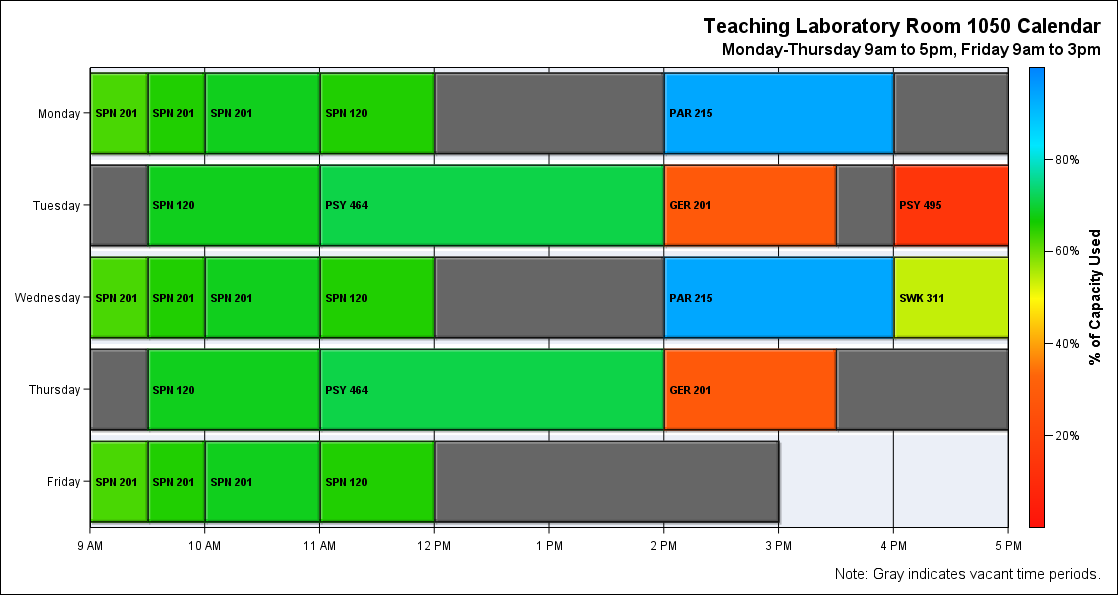 Teaching Laboratory Room 1050 Calendar
Monday-Thursday 9am to 5pm, Friday 9am to 3pm
Monday
SPN 201
SPN 201
SPN 201
SPN 120
PAR 215
Tuesday
SPN 120
PSY 464
GER 201
PSY 495
Wednesday
SPN 201
SPN 201
SPN 201
SPN 120
PAR 215
SWK 311
Thursday
SPN 120
PSY 464
GER 201
Friday
SPN 201
SPN 201
SPN 201
SPN 120
9 AM
10 AM
11 AM
12 PM
1 PM
2 PM
3 PM
4 PM
5 PM
80%
60%
40%
20%
% of Capacity Used
Note: Gray indicates vacant time periods.